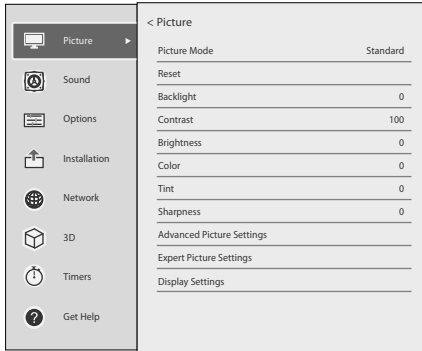 Picture
Sound
Options
Installation
Network
3D
Timers
Get Help
< Picture
Picture Mode Standard
Reset
Backlight 0
Contrast 100
Brightness 0
Color 0
Tint 0
Sharpness 0
Advanced Picture Settings
Expert Picture Settings
Display Settings